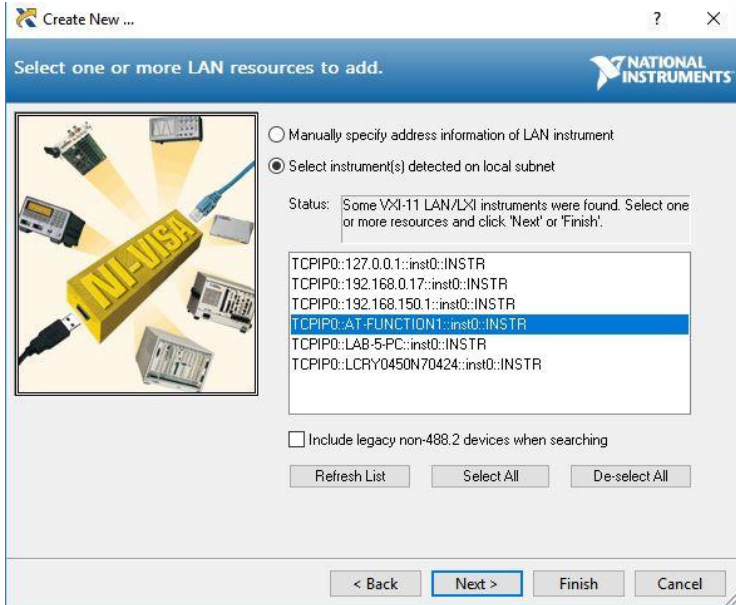 Create New ...
?
Select one or more LAN resources to add.
NATIONAL
INSTRUMENTS
Manually specify address information of LAN instrument
Select instrument(s) detected on local subnet
Status:
Some VXI-11 LAN/LXI instruments were found. Select one
or more resources and click 'Next' or 'Finish'.
NI-VISA
TCPIP0::127.0.0.1::inst0::INSTR
TCPIP0::192.168.0.17::inst0::INSTR
TCPIP0::192.168.150.1::inst0::INSTR
TCPIP0::AT-FUNCTION1::inst0::INSTR
TCPIP0::LAB-5-PC::inst0::INSTR
TCPIP0::LCRY0450N70424::inst0::INSTR
Include legacy non-488.2 devices when searching
Refresh List
Select All
De-select All
< Back
Next >
Finish
Cancel